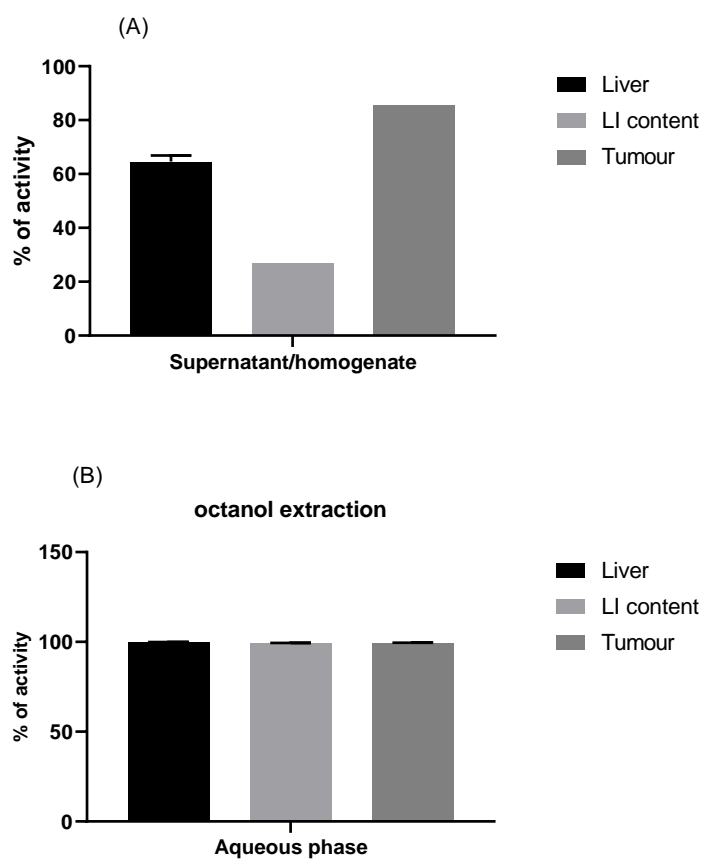 (A)
100
80
60
40
20
0
% of activity
Supernatant/homogenate
Liver
LI content
Tumour
(B)
octanol extraction
150
100
50
0
% of activity
Aqueous phase
Liver
LI content
Tumour